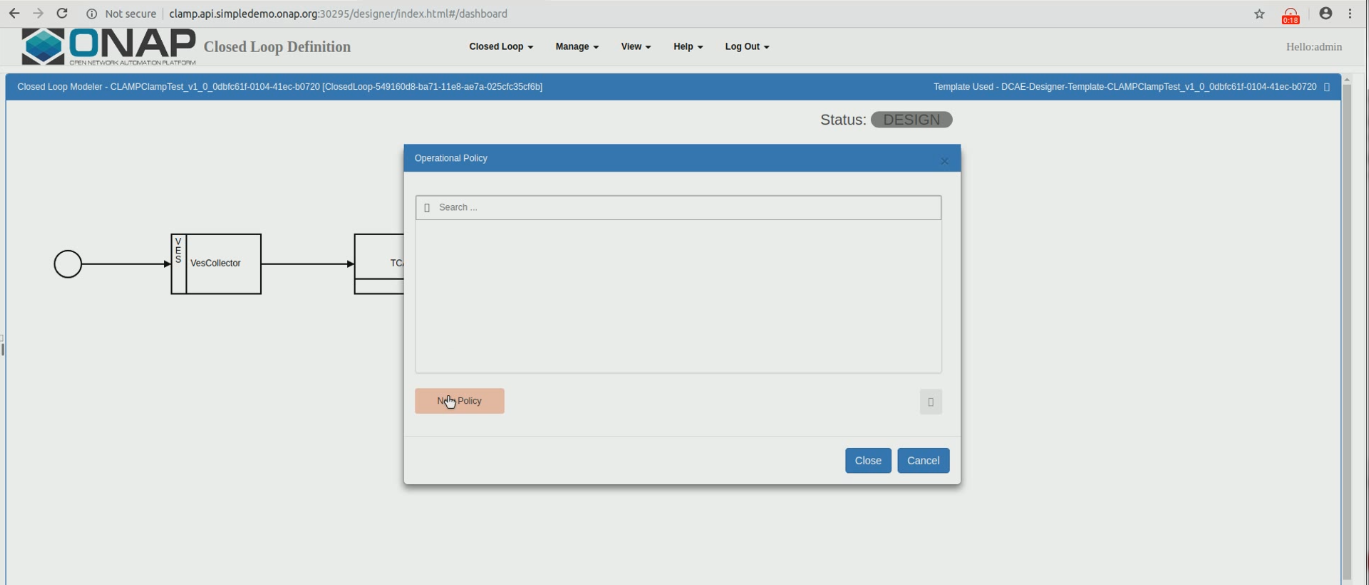 Not secure clamp.api.simpledemo.onap.org:30295/designer/index.html#/dashboard
0:18
ONAP Closed Loop Definition Closed Loop Manage View Help Log Out Hello:admin
OPEN NETWORK AUTOMATION PLATFORM
Closed Loop Modeler - CLAMPClampTest_v1_0_0dbfc61f-0104-41ec-b0720 [ClosedLoop-549160d8-ba71-11e8-ae7a-025cfc35cf6b] Template Used - DCAE-Designer-Template-CLAMPClampTest_v1_0_0dbfc61f-0104-41ec-b0720
Status: DESIGN
Operational Policy ×
Search ...
VES
VesCollector
Policy
Close Cancel